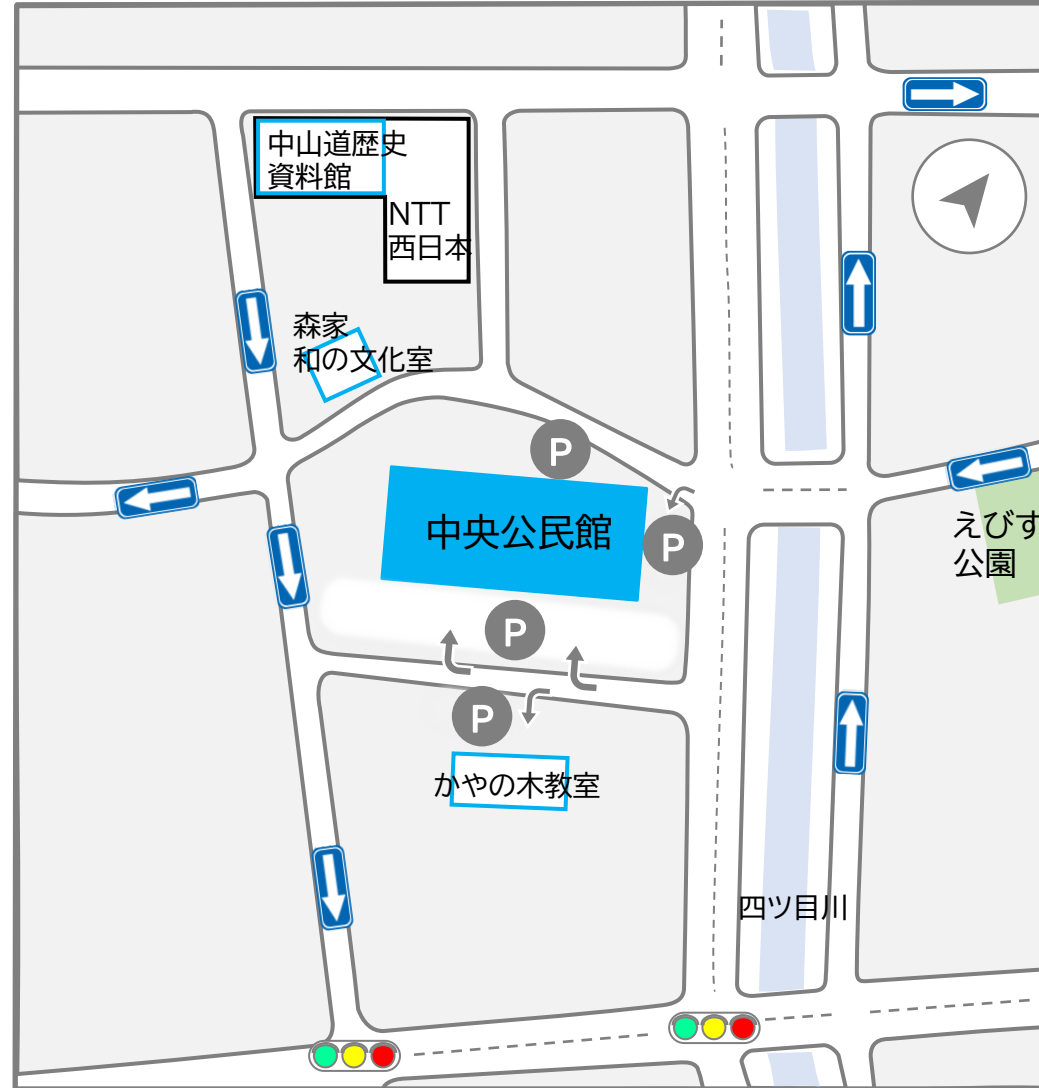 中山道歴史
資料館
NTT
西日本
森家
和の文化室
P
中央公民館
P
えびす
公園
P
P
かやの木教室
四ツ目川